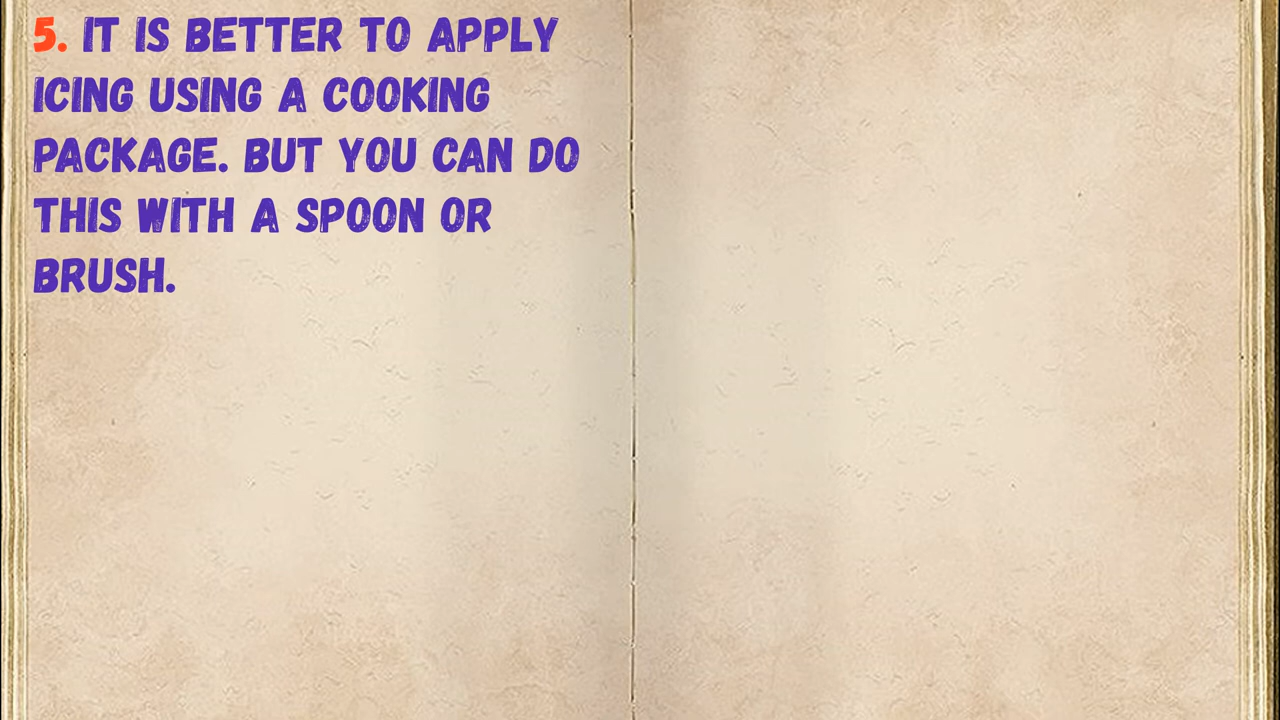 5. IT IS BETTER TO APPLY
ICING USING A COOKING
PACKAGE. BUT YOU CAN DO
THIS WITH A SPOON OR
BRUSH.